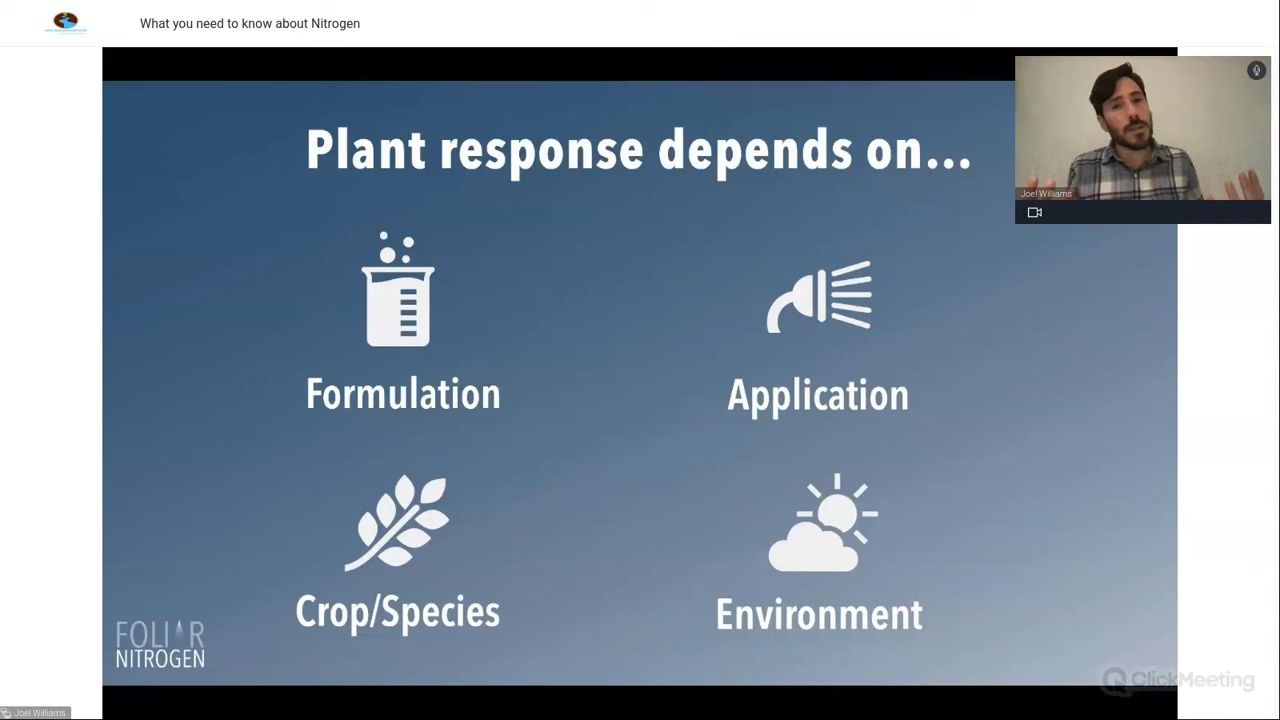 What you need to know about Nitrogen
Plant response depends on...
Joel Williams
Formulation
Application
Crop/Species
Environment
FOLIAR
NITROGEN
ClickMeeting
Joel Williams